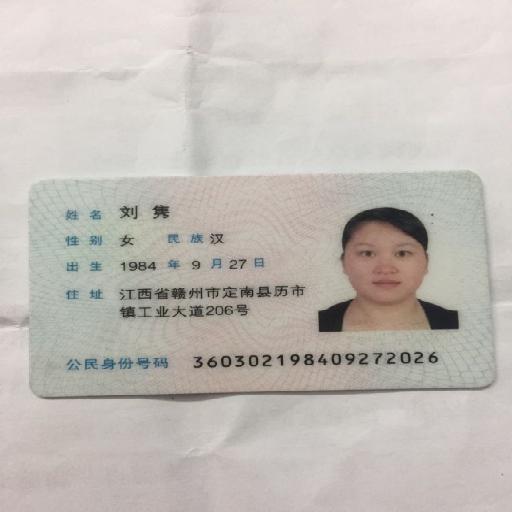 姓名 刘隽
性别 女 民族 汉
出生 1984 年 9 月 27 日
住址 江西省赣州市定南县历市
镇工业大道206号
公民身份号码 360302198409272026